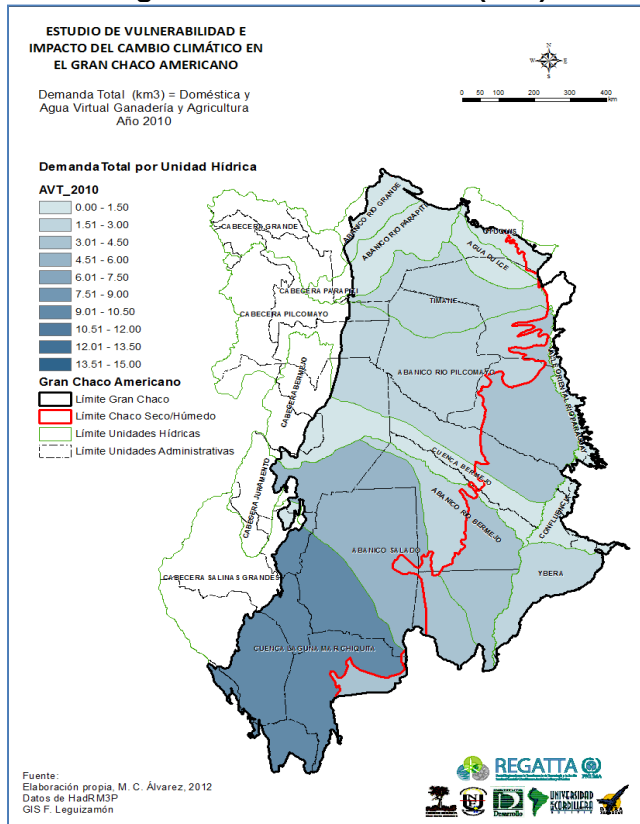 ESTUDIO DE VULNERABILIDAD E
IMPACTO DEL CAMBIO CLIMÁTICO EN
EL GRAN CHACO AMERICANO
Demanda Total (km3) = Doméstica y
Agua Virtual Ganadería y Agricultura
Año 2010
N
W
E
S
0 50 100 200 300 400
km
Demanda Total por Unidad Hídrica
AVT_2010
0.00 - 1.50
1.51 - 3.00
3.01 - 4.50
4.51 - 6.00
6.01 - 7.50
7.51 - 9.00
9.01 - 10.50
10.51 - 12.00
12.01 - 13.50
13.51 - 15.00
Gran Chaco Americano
Límite Gran Chaco
Límite Chaco Seco/Húmedo
Límite Unidades Hídricas
Límite Unidades Administrativas
CABECERA GRANDE
ABANICO RIO GRANDE
ABANICO RIO PARAPITI
OTUQUIS
AGUA DULCE
CABECERA PARAPITI
TIMANE
CABECERA PILCOMAYO
ABANICO RIO PILCOMAYO
VALLE ORIENTAL RIO PARAGUAY
CABECERA BERMEJO
CUENCA BERMEJO
ABANICO RIO BERMEJO
CONFLUENCIA
CABECERA JURAMENTO
ABANICO SALADO
YBERA
CABECERA SALINAS GRANDES
CUENCA LAGUNA MAR CHIQUITA
Fuente:
Elaboración propia, M. C. Álvarez, 2012
Datos de HadRM3P
GIS F. Leguizamón
REGATTA
Desarrollo
UNIVERSIDAD